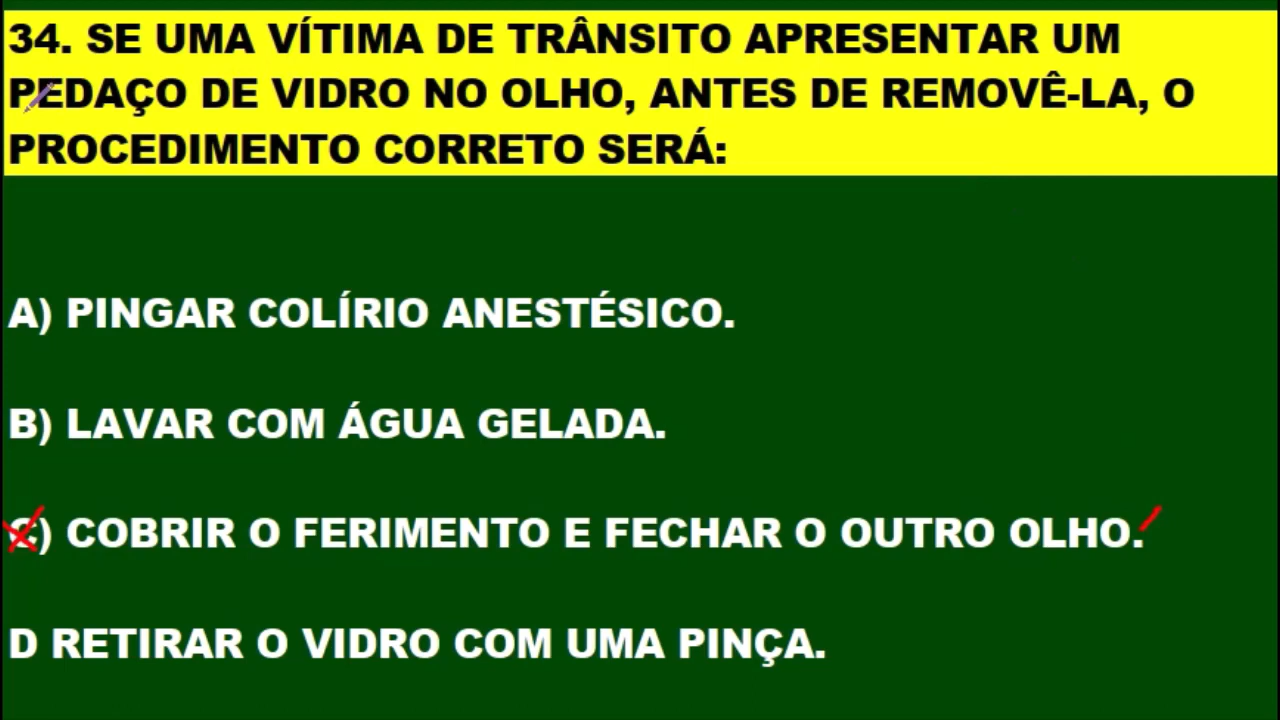 34. SE UMA VÍTIMA DE TRÂNSITO APRESENTAR UM
PEDAÇO DE VIDRO NO OLHO, ANTES DE REMOVÊ-LA, O
PROCEDIMENTO CORRETO SERÁ:
A) PINGAR COLÍRIO ANESTÉSICO.
B) LAVAR COM ÁGUA GELADA.
C) COBRIR O FERIMENTO E FECHAR O OUTRO OLHO.
D RETIRAR O VIDRO COM UMA PINÇA.